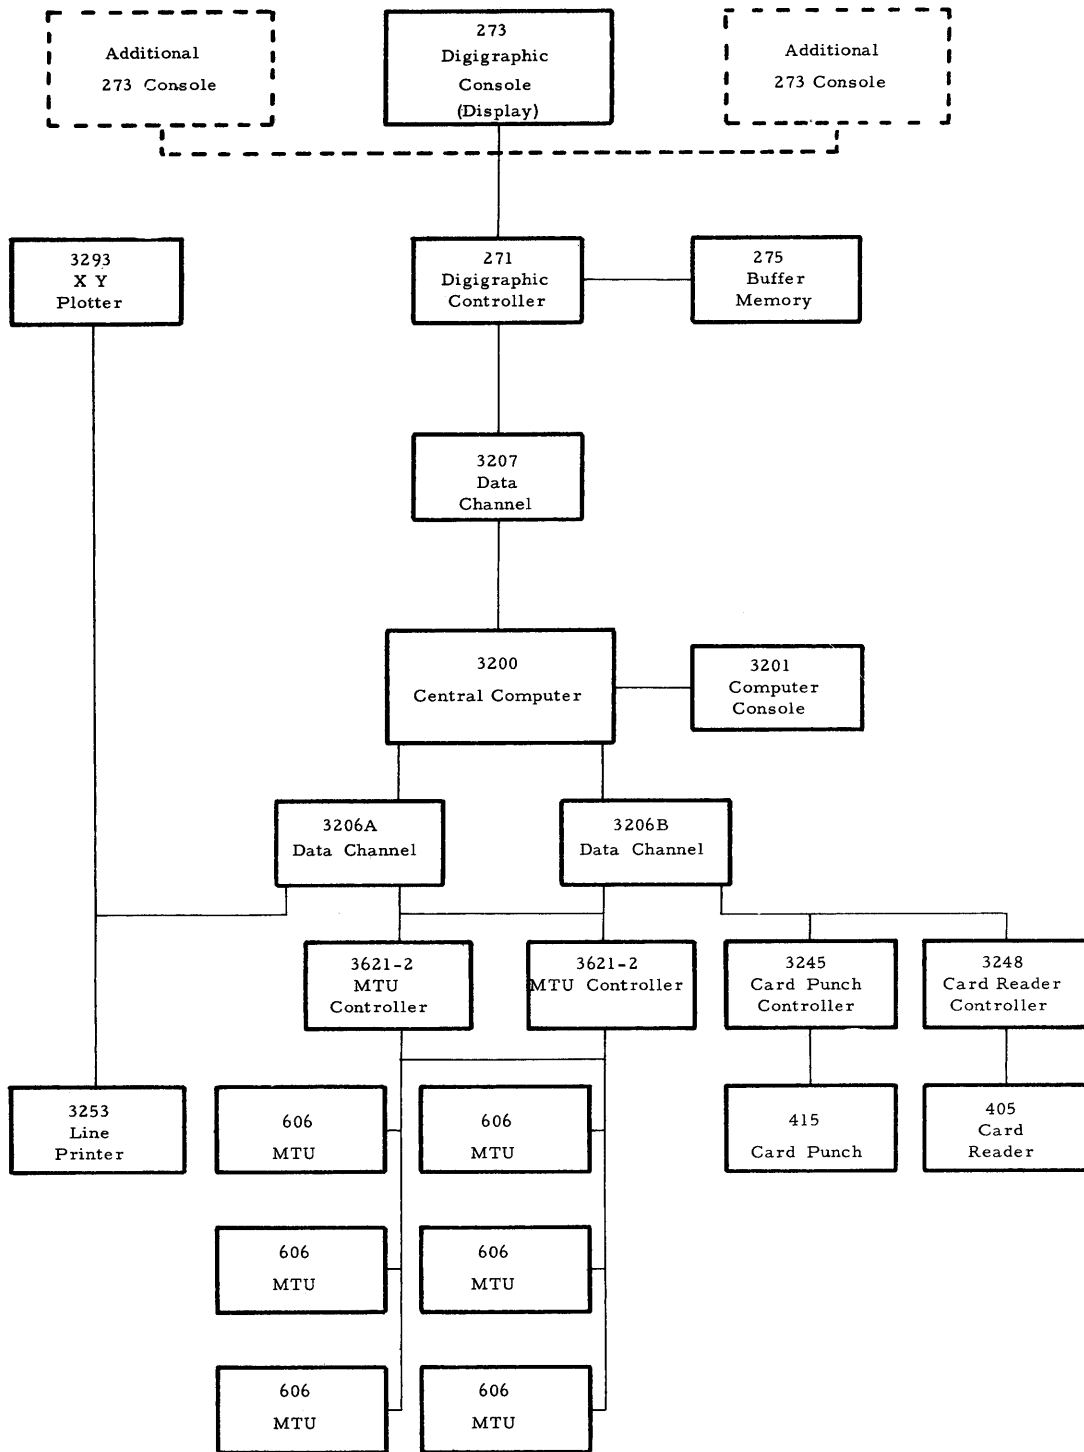 Additional
273 Console
273
Digigraphic
Console
(Display)
Additional
273 Console
3293
X Y
Plotter
271
Digigraphic
Controller
275
Buffer
Memory
3207
Data
Channel
3200
Central Computer
3201
Computer
Console
3206A
Data Channel
3206B
Data Channel
3621-2
MTU
Controller
3621-2
MTU Controller
3245
Card Punch
Controller
3248
Card Reader
Controller
3253
Line
Printer
606
MTU
606
MTU
415
Card Punch
405
Card
Reader
606
MTU
606
MTU
606
MTU
606
MTU